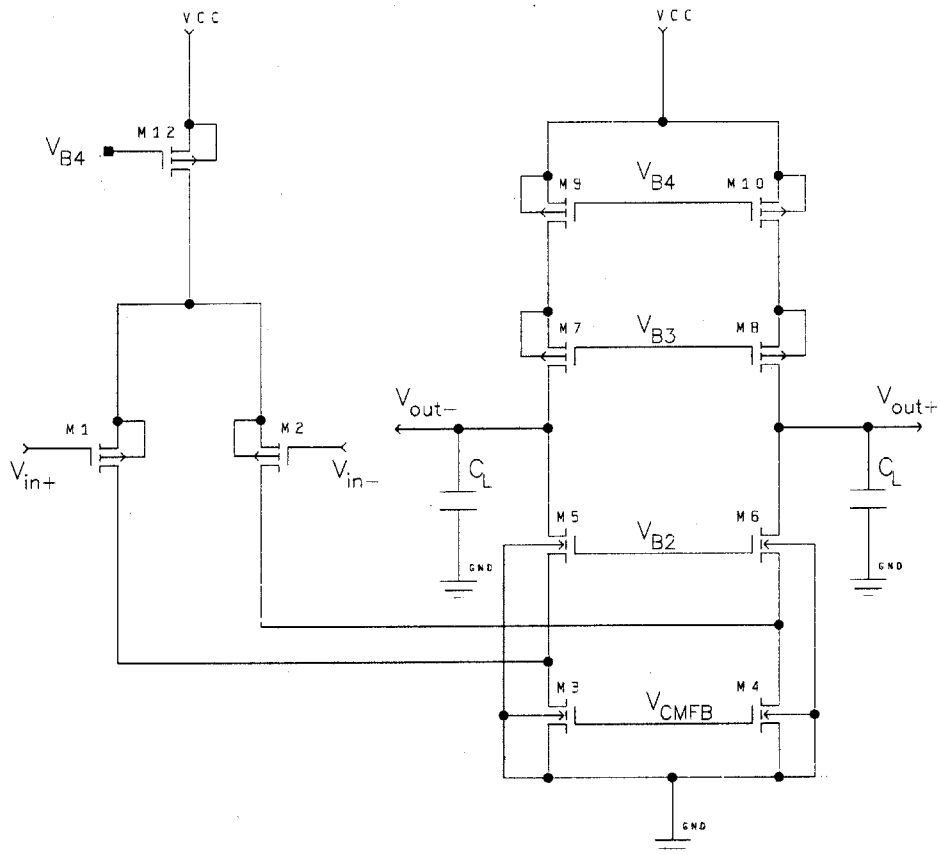 VCC
VCC
M12
VB4
M9
VB4
M10
M7
VB3
M8
Vout-
Vout+
M1
M2
Vin+
Vin-
CL
CL
M5
VB2
M6
GND
GND
M3
VCMFB
M4
GND